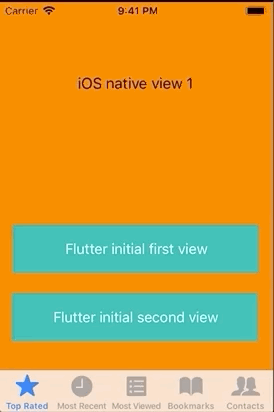 Carrier 9:41 PM
iOS native view 1
Flutter initial first view
Flutter initial second view
Top Rated Most Recent Most Viewed Bookmarks Contacts